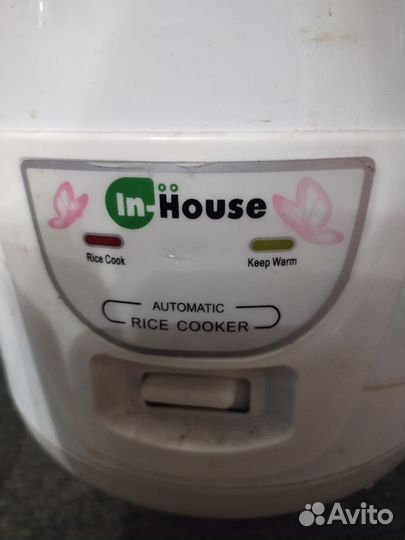 In-House
Rice Cook
Keep Warm
AUTOMATIC
RICE COOKER
Avito